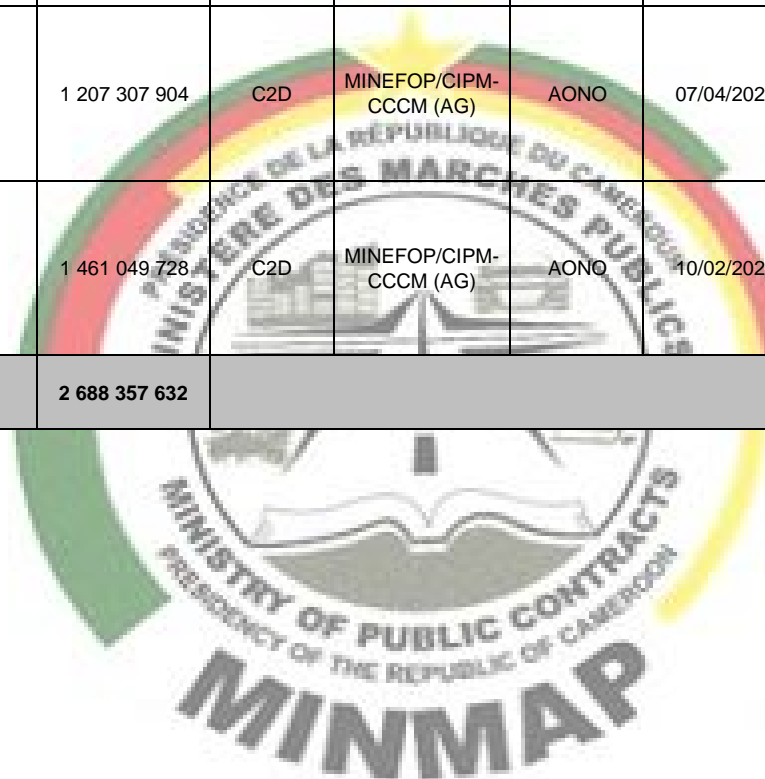 1 207 307 904 C2D MINEFOP/CIPM-CCCM (AG) AONO 07/04/202
1 461 049 728 C2D MINEFOP/CIPM-CCCM (AG) AONO 10/02/202
2 688 357 632
PRESIDENCE DE LA RÉPUBLIQUE DU CAMEROUN
MINISTERE DES MARCHES PUBLICS
MINISTRY OF PUBLIC CONTRACTS
PRESIDENCY OF THE REPUBLIC OF CAMEROON
MINMAP